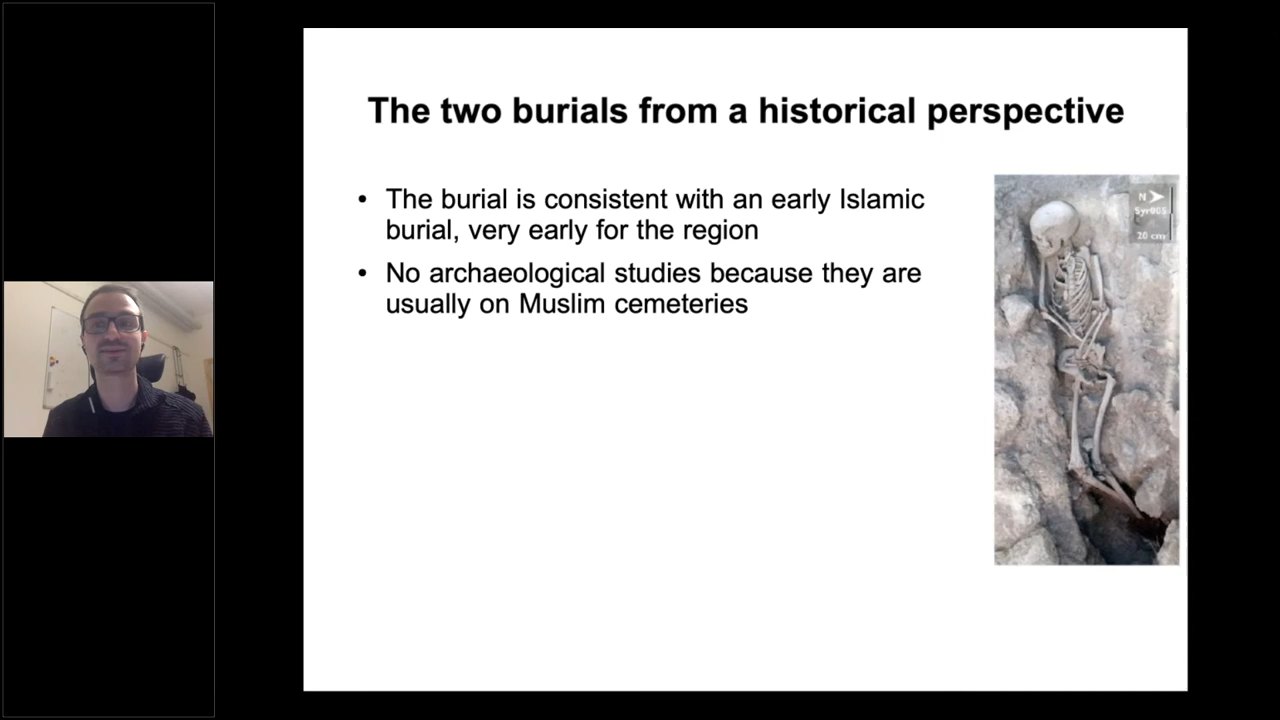 The two burials from a historical perspective
• The burial is consistent with an early Islamic
burial, very early for the region
• No archaeological studies because they are
usually on Muslim cemeteries
N
Syr005
20 cm